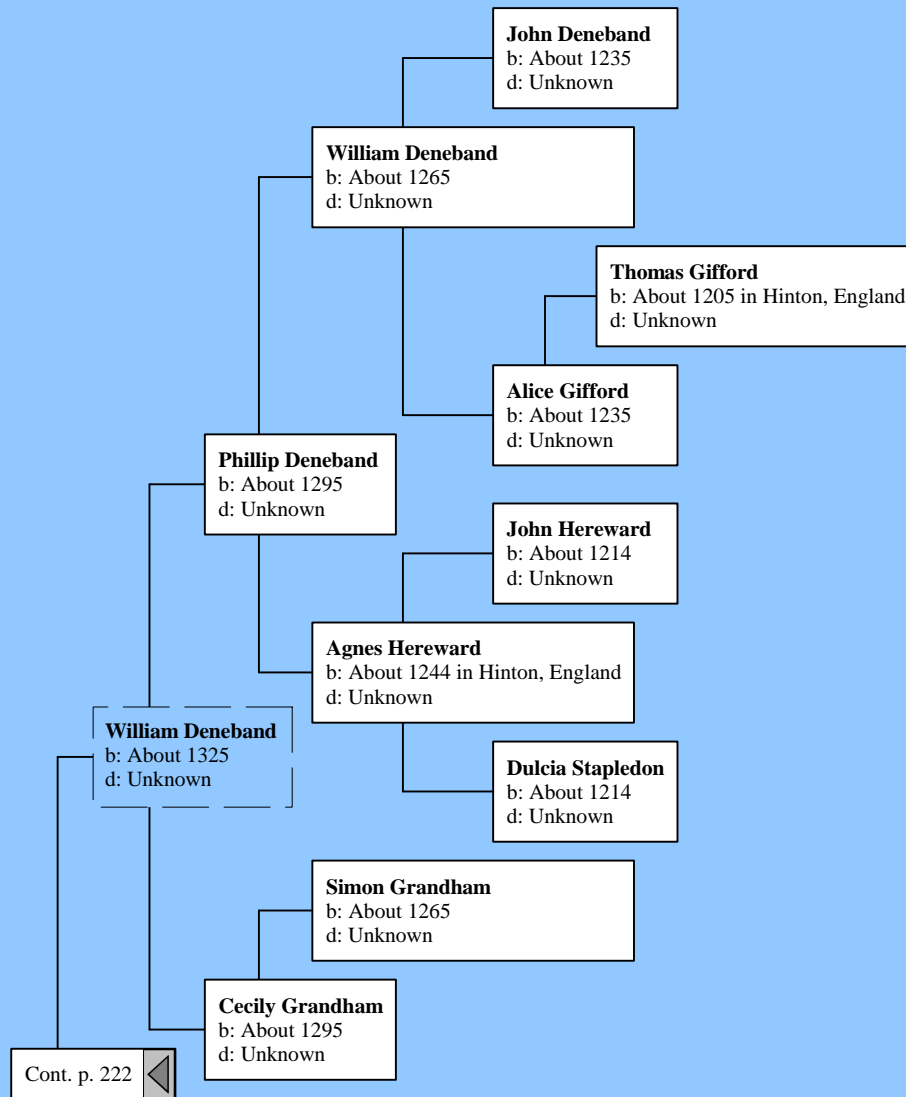 John Deneband
b: About 1235
d: Unknown
William Deneband
b: About 1265
d: Unknown
Thomas Gifford
b: About 1205 in Hinton, England
d: Unknown
Alice Gifford
b: About 1235
d: Unknown
Phillip Deneband
b: About 1295
d: Unknown
John Hereward
b: About 1214
d: Unknown
Agnes Hereward
b: About 1244 in Hinton, England
d: Unknown
William Deneband
b: About 1325
d: Unknown
Dulcia Stapledon
b: About 1214
d: Unknown
Simon Grandham
b: About 1265
d: Unknown
Cecily Grandham
b: About 1295
d: Unknown
Cont. p. 222